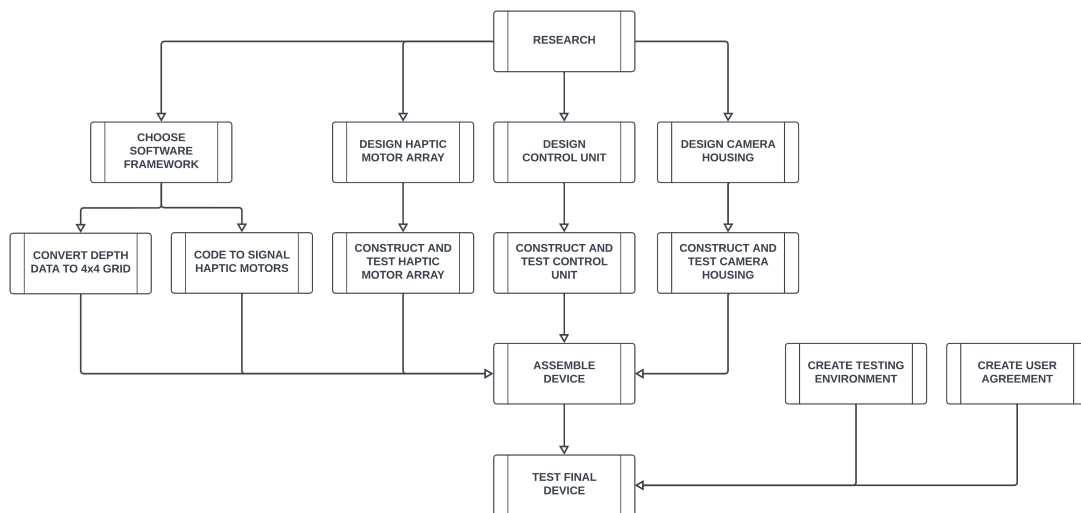 RESEARCH
CHOOSE
SOFTWARE
FRAMEWORK
DESIGN HAPTIC
MOTOR ARRAY
DESIGN
CONTROL UNIT
DESIGN CAMERA
HOUSING
CONVERT DEPTH
DATA TO 4x4 GRID
CODE TO SIGNAL
HAPTIC MOTORS
CONSTRUCT AND
TEST HAPTIC
MOTOR ARRAY
CONSTRUCT AND
TEST CONTROL
UNIT
CONSTRUCT AND
TEST CAMERA
HOUSING
ASSEMBLE
DEVICE
CREATE TESTING
ENVIRONMENT
CREATE USER
AGREEMENT
TEST FINAL
DEVICE